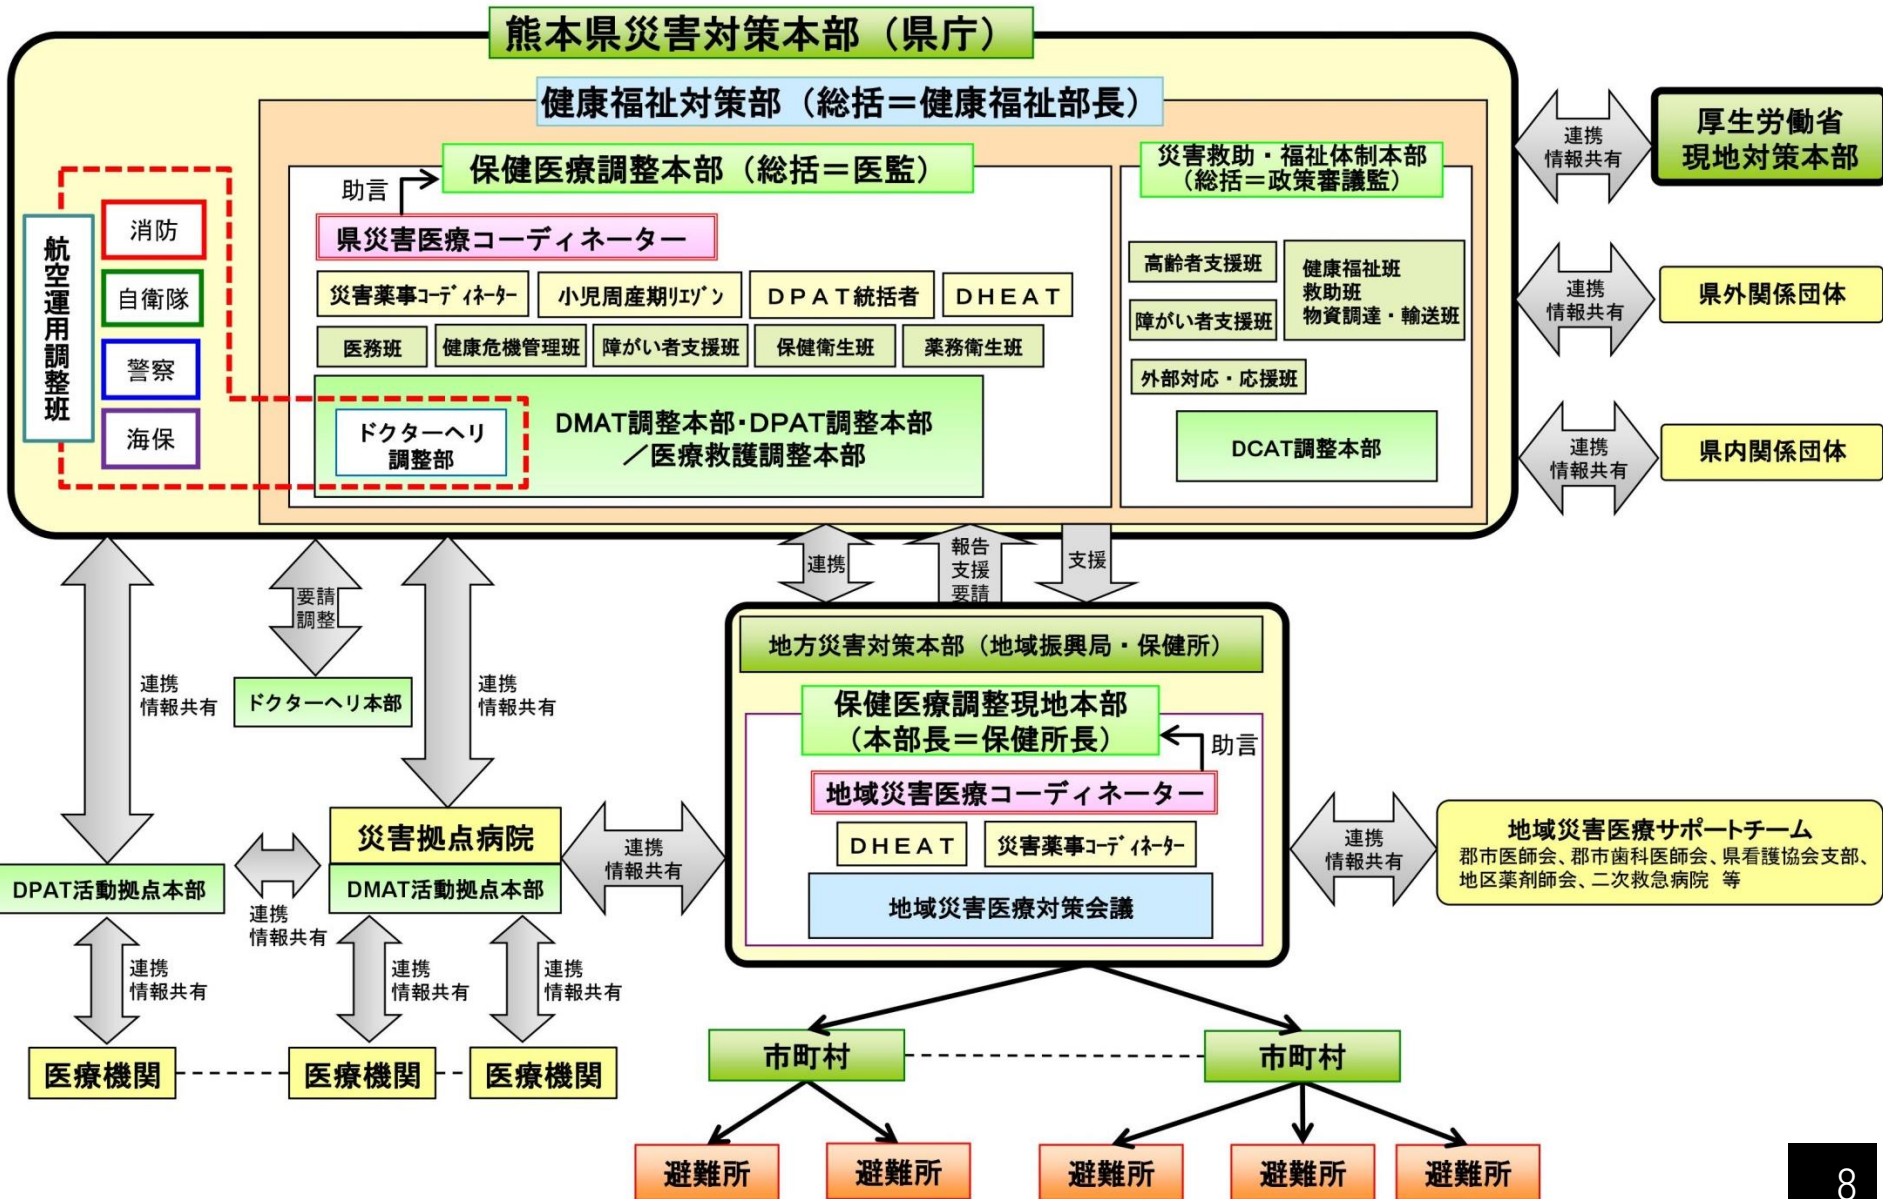 熊本県災害対策本部（県庁）
健康福祉対策部（総括＝健康福祉部長）
保健医療調整本部（総括＝医監）
助言
県災害医療コーディネーター
災害薬事ｺｰﾃﾞｨﾈｰﾀｰ
小児周産期ﾘｴｿﾞﾝ
ＤＰＡＴ統括者
ＤＨＥＡＴ
医務班
健康危機管理班
障がい者支援班
保健衛生班
薬務衛生班
DMAT調整本部･DPAT調整本部
／医療救護調整本部
ドクターヘリ
調整部
航空運用調整班
消防
自衛隊
警察
海保
災害救助・福祉体制本部
（総括＝政策審議監）
高齢者支援班
障がい者支援班
外部対応・応援班
健康福祉班
救助班
物資調達・輸送班
DCAT調整本部
連携
情報共有
厚生労働省
現地対策本部
連携
情報共有
県外関係団体
連携
情報共有
県内関係団体
連携
情報共有
要請
調整
連携
情報共有
連携
報告
支援
要請
支援
ドクターヘリ本部
地方災害対策本部（地域振興局・保健所）
保健医療調整現地本部
（本部長＝保健所長）
助言
地域災害医療コーディネーター
ＤＨＥＡＴ
災害薬事ｺｰﾃﾞｨﾈｰﾀｰ
地域災害医療対策会議
災害拠点病院
DMAT活動拠点本部
DPAT活動拠点本部
連携
情報共有
連携
情報共有
連携
情報共有
地域災害医療サポートチーム
郡市医師会、郡市歯科医師会、県看護協会支部、
地区薬剤師会、二次救急病院 等
連携
情報共有
連携
情報共有
連携
情報共有
医療機関
医療機関
医療機関
市町村
市町村
避難所
避難所
避難所
避難所
避難所
8